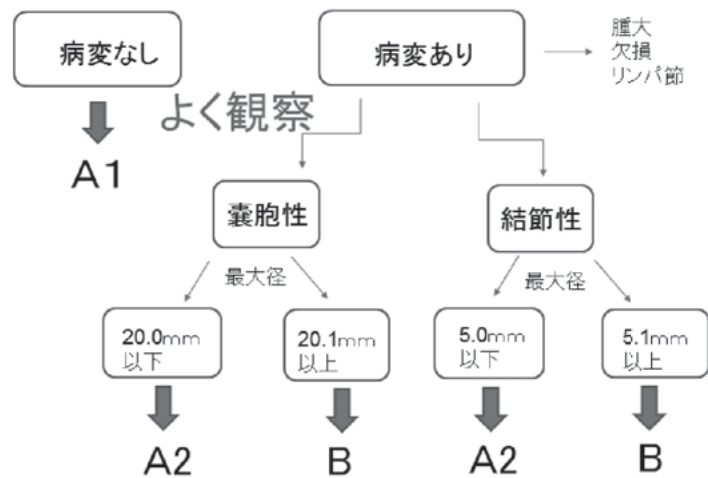 病変なし
病変あり
腫大
欠損
リンパ節
よく観察
A1
嚢胞性
結節性
最大径
最大径
20.0mm
以下
20.1mm
以上
5.0mm
以下
5.1mm
以上
A2
B
A2
B